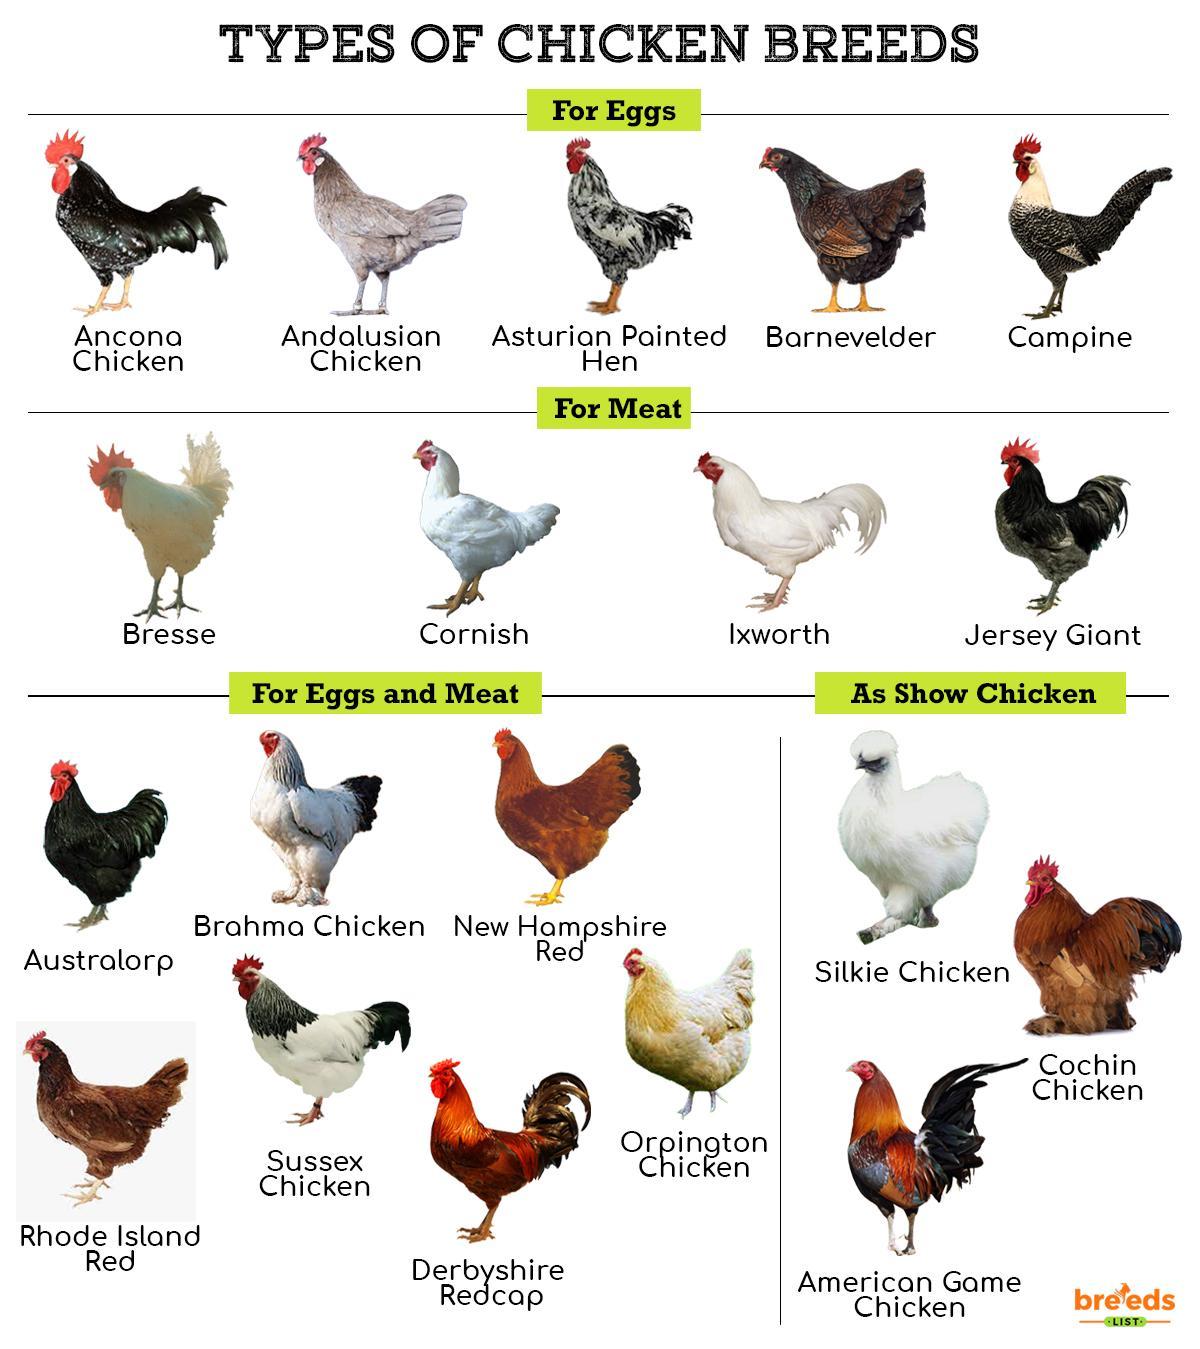 TYPES OF CHICKEN BREEDS
For Eggs
Ancona
Chicken
Andalusian
Chicken
Asturian Painted
Hen
Barnevelder
Campine
For Meat
Bresse
Cornish
Ixworth
Jersey Giant
For Eggs and Meat
Australorp
Brahma Chicken
New Hampshire
Red
Rhode Island
Red
Sussex
Chicken
Derbyshire
Redcap
Orpington
Chicken
As Show Chicken
Silkie Chicken
Cochin
Chicken
American Game
Chicken
breeds
LIST